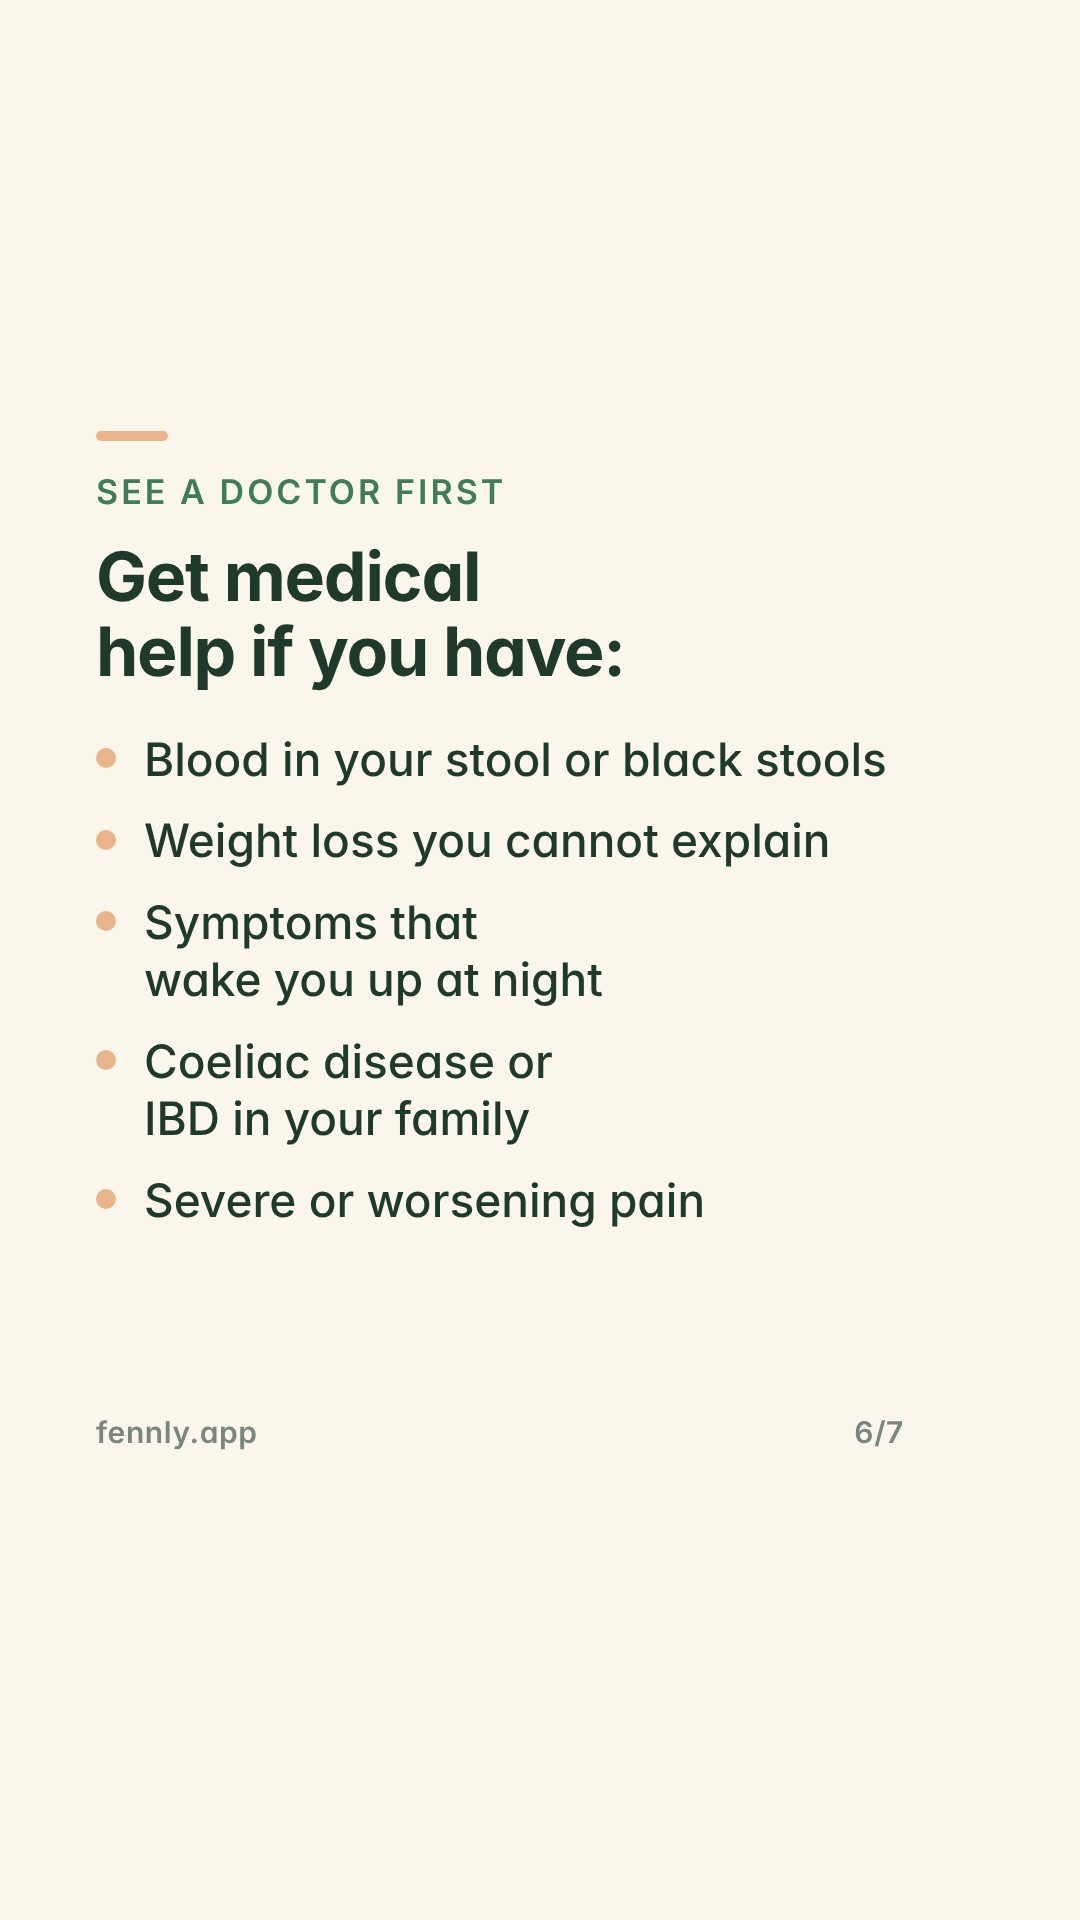 SEE A DOCTOR FIRST
Get medical
help if you have:
Blood in your stool or black stools
Weight loss you cannot explain
Symptoms that
wake you up at night
Coeliac disease or
IBD in your family
Severe or worsening pain
fennly.app
6/7